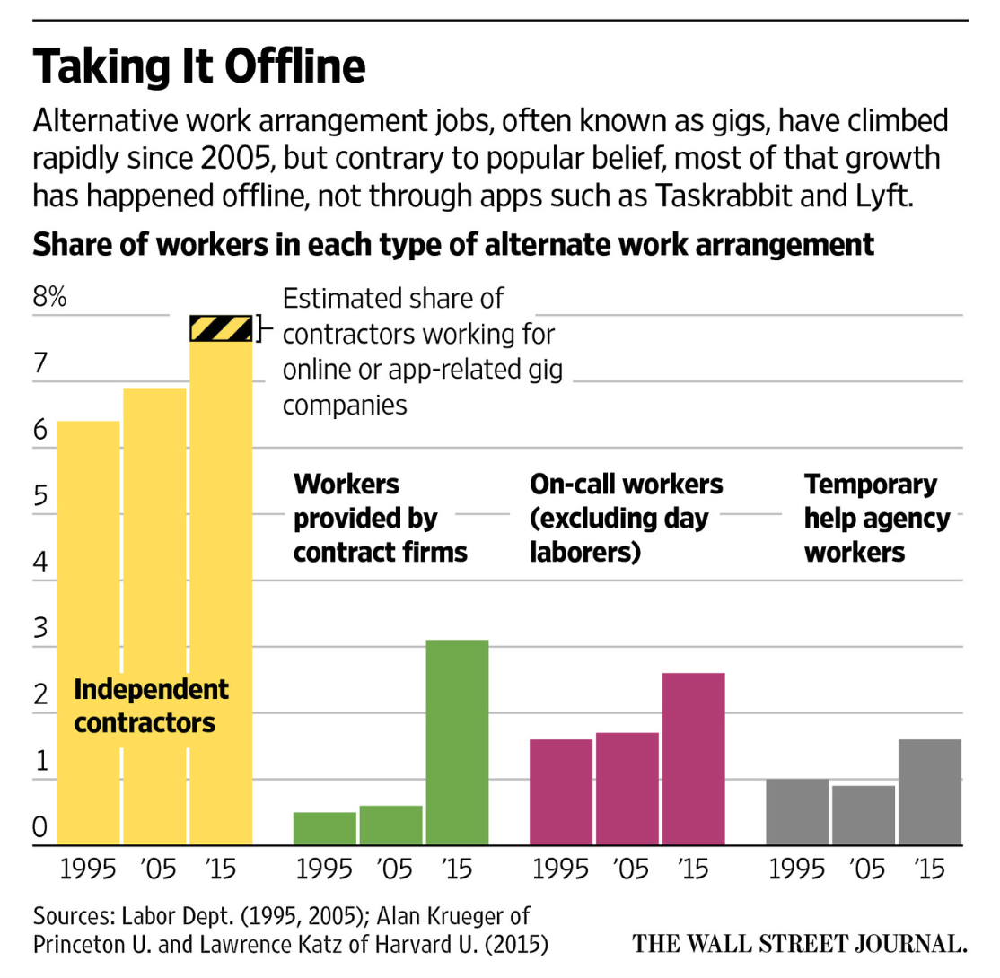 Taking It Offline
Alternative work arrangement jobs, often known as gigs, have climbed
rapidly since 2005, but contrary to popular belief, most of that growth
has happened offline, not through apps such as Taskrabbit and Lyft.
Share of workers in each type of alternate work arrangement
8%
7
6
5
4
3
2
1
0
Estimated share of
contractors working for
online or app-related gig
companies
Independent
contractors
Workers
provided by
contract firms
On-call workers
(excluding day
laborers)
Temporary
help agency
workers
1995 '05 '15 1995 '05 '15 1995 '05 '15 1995 '05 '15
Sources: Labor Dept. (1995, 2005); Alan Krueger of
Princeton U. and Lawrence Katz of Harvard U. (2015)
THE WALL STREET JOURNAL.